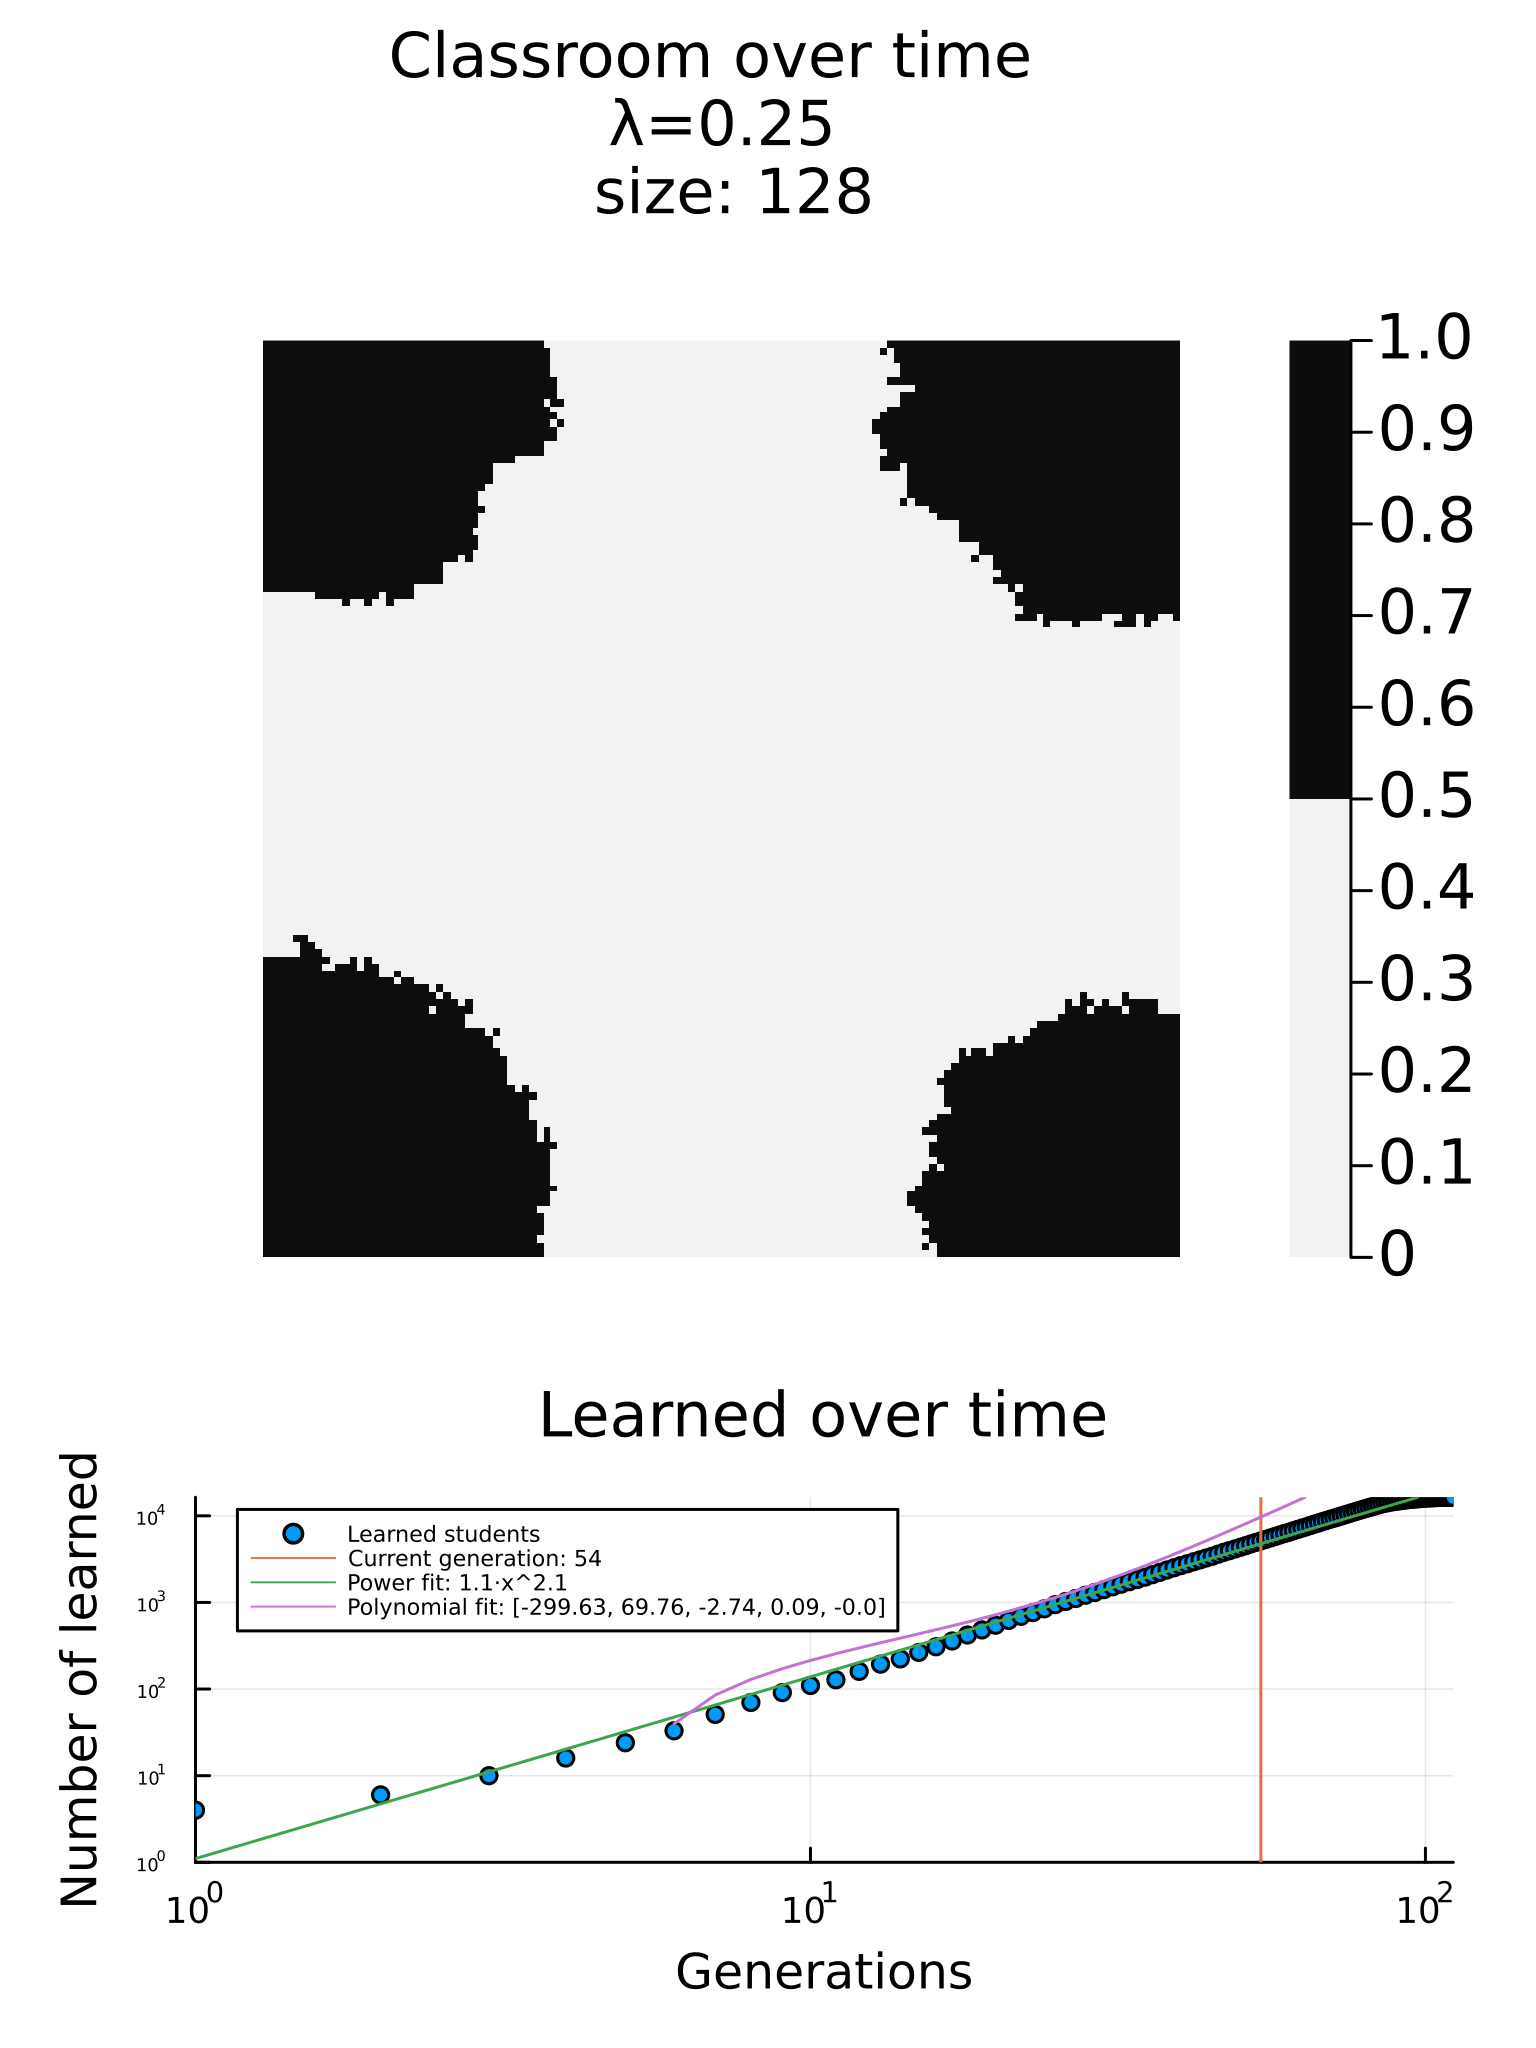 Classroom over time
λ=0.25
size: 128
1.0
0.9
0.8
0.7
0.6
0.5
0.4
0.3
0.2
0.1
0
Learned over time
Number of learned
10^4
10^3
10^2
10^1
10^0
Learned students
Current generation: 54
Power fit: 1.1·x^2.1
Polynomial fit: [-299.63, 69.76, -2.74, 0.09, -0.0]
10^0 10^1 10^2
Generations